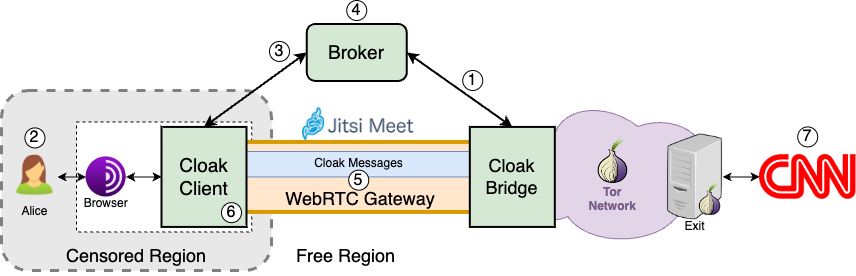 ④
Broker
③
①
Jitsi Meet
②
Alice
Browser
Cloak
Client
⑥
Cloak Messages
⑤
WebRTC Gateway
Cloak
Bridge
Tor
Network
Exit
⑦
CNN
Censored Region
Free Region